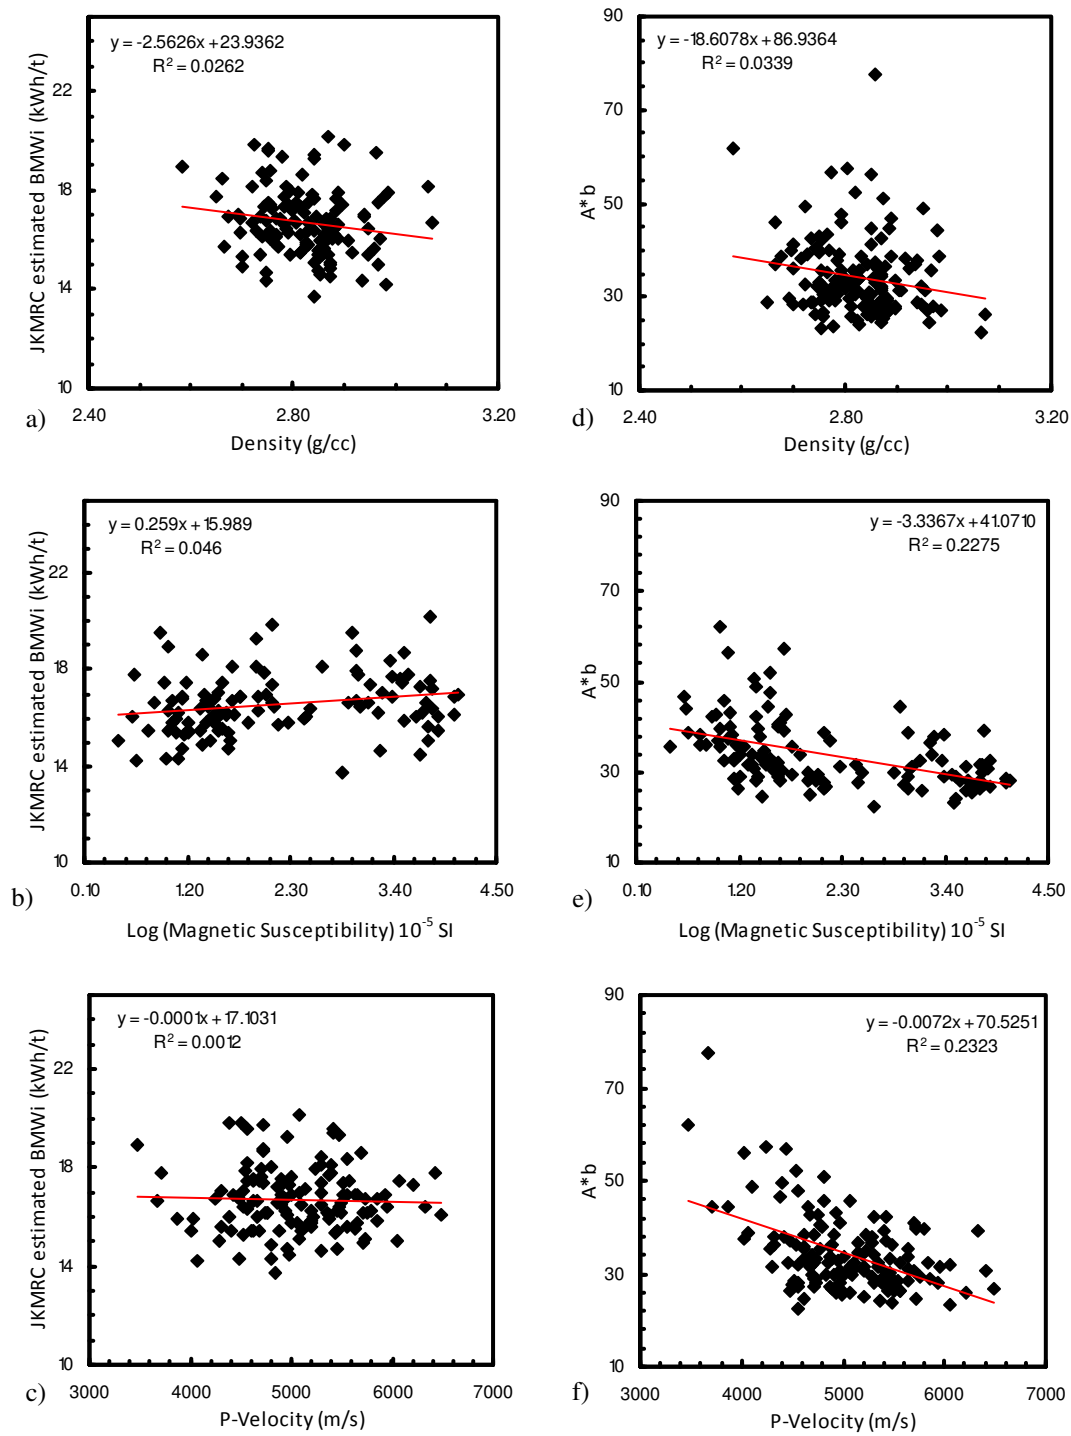 y = -2.5626x + 23.9362
R² = 0.0262
JKMRC estimated BMWi (kWh/t)
22
18
14
10
2.40
2.80
3.20
Density (g/cc)
a)
y = -18.6078x + 86.9364
R² = 0.0339
A*b
90
70
50
30
10
2.40
2.80
3.20
Density (g/cc)
d)
y = 0.259x + 15.989
R² = 0.046
JKMRC estimated BMWi (kWh/t)
22
18
14
10
0.10
1.20
2.30
3.40
4.50
Log (Magnetic Susceptibility) 10⁻⁵ SI
b)
y = -3.3367x + 41.0710
R² = 0.2275
A*b
90
70
50
30
10
0.10
1.20
2.30
3.40
4.50
Log (Magnetic Susceptibility) 10⁻⁵ SI
e)
y = -0.0001x + 17.1031
R² = 0.0012
JKMRC estimated BMWi (kWh/t)
22
18
14
10
3000
4000
5000
6000
7000
P-Velocity (m/s)
c)
y = -0.0072x + 70.5251
R² = 0.2323
A*b
90
70
50
30
10
3000
4000
5000
6000
7000
P-Velocity (m/s)
f)